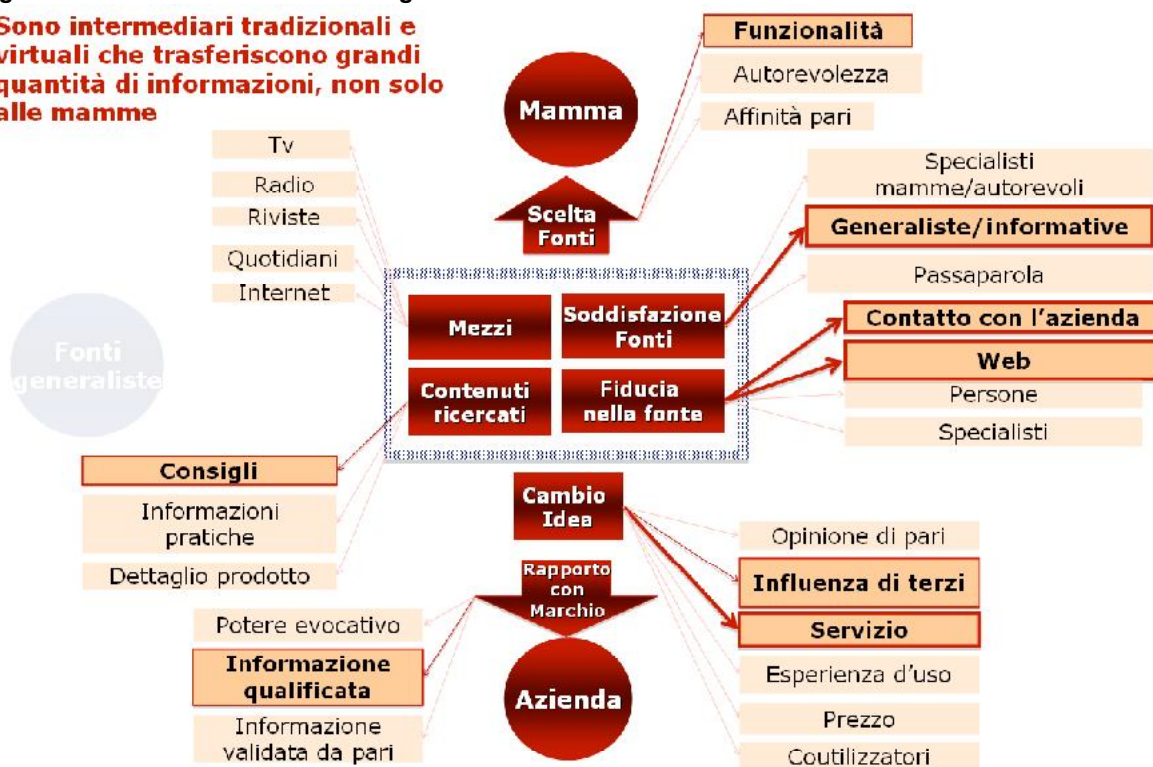 Sono intermediari tradizionali e
virtuali che trasferiscono grandi
quantità di informazioni, non solo
alle mamme
Mamma
Funzionalità
Autorevolezza
Affinità pari
Scelta
Fonti
Tv
Radio
Riviste
Quotidiani
Internet
Specialisti
mamme/autorevoli
Generaliste/informative
Passaparola
Contatto con l'azienda
Web
Persone
Specialisti
Mezzi
Soddisfazione
Fonti
Contenuti
ricercati
Fiducia
nella fonte
Fonti
generaliste
Consigli
Informazioni
pratiche
Dettaglio prodotto
Cambio
Idea
Opinione di pari
Influenza di terzi
Servizio
Esperienza d'uso
Prezzo
Coutilizzatori
Rapporto
con
Marchio
Potere evocativo
Informazione
qualificata
Informazione
validata da pari
Azienda